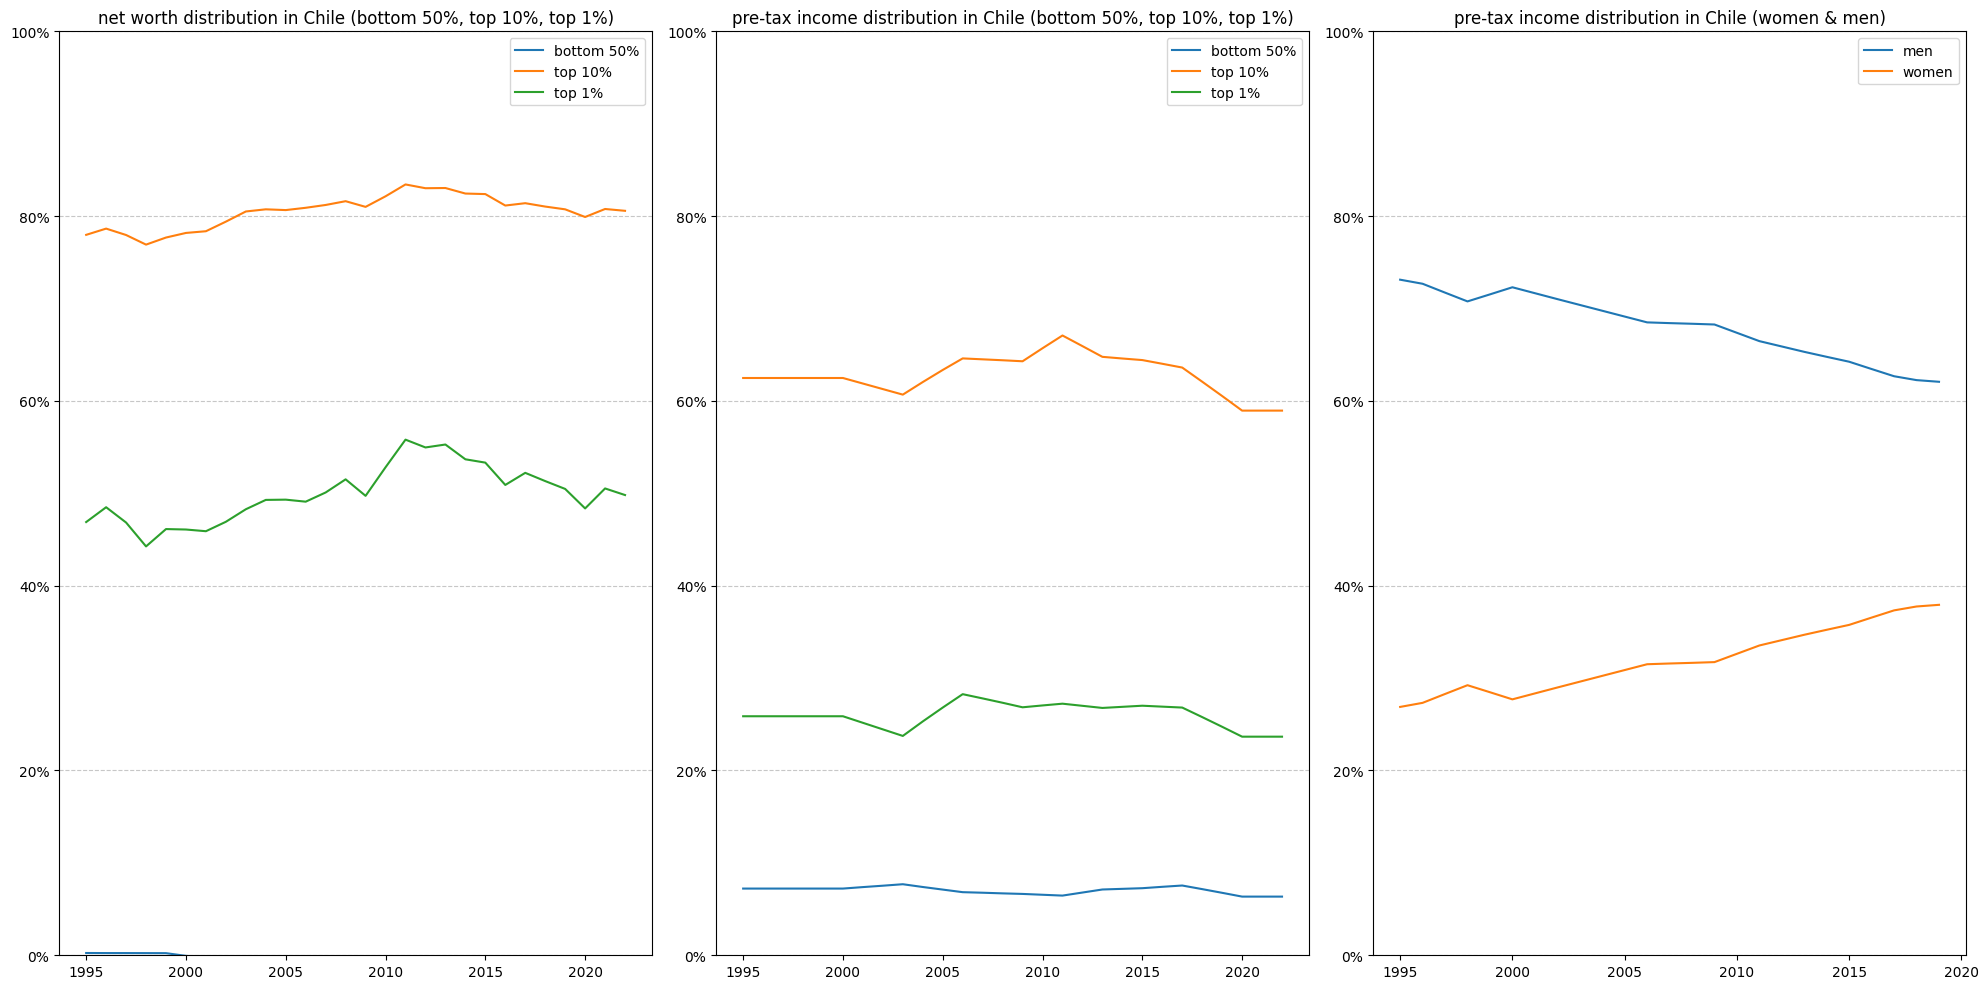 net worth distribution in Chile (bottom 50%, top 10%, top 1%)
100%
80%
60%
40%
20%
0%
1995 2000 2005 2010 2015 2020
bottom 50%
top 10%
top 1%
pre-tax income distribution in Chile (bottom 50%, top 10%, top 1%)
100%
80%
60%
40%
20%
0%
1995 2000 2005 2010 2015 2020
bottom 50%
top 10%
top 1%
pre-tax income distribution in Chile (women & men)
100%
80%
60%
40%
20%
0%
1995 2000 2005 2010 2015 2020
men
women